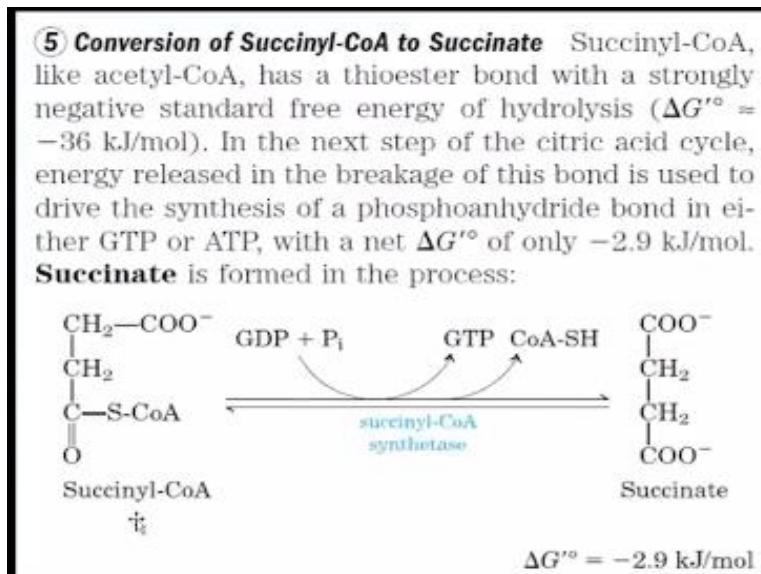 ⑤ Conversion of Succinyl-CoA to Succinate Succinyl-CoA,
like acetyl-CoA, has a thioester bond with a strongly
negative standard free energy of hydrolysis (ΔG′° ≈
−36 kJ/mol). In the next step of the citric acid cycle,
energy released in the breakage of this bond is used to
drive the synthesis of a phosphoanhydride bond in ei-
ther GTP or ATP, with a net ΔG′° of only −2.9 kJ/mol.
Succinate is formed in the process:
CH₂—COO⁻
CH₂
C—S-CoA
O
Succinyl-CoA
GDP + Pᵢ
GTP CoA-SH
succinyl-CoA
synthetase
COO⁻
CH₂
CH₂
COO⁻
Succinate
ΔG′° = −2.9 kJ/mol